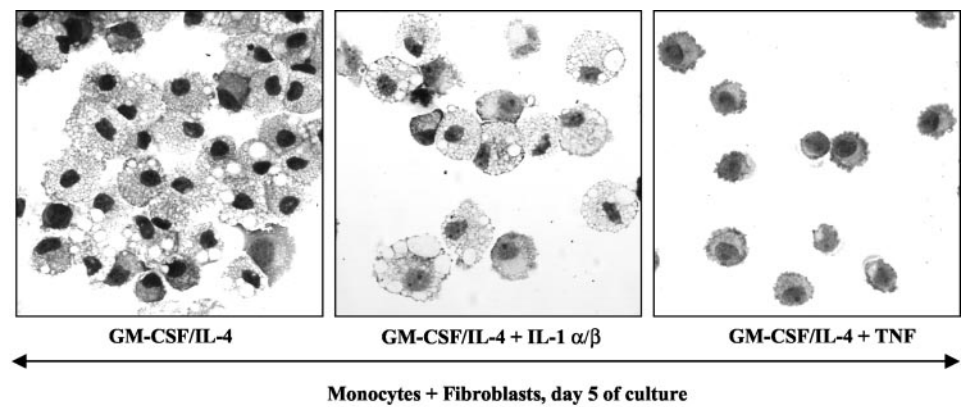 GM-CSF/IL-4
GM-CSF/IL-4 + IL-1 α/β
GM-CSF/IL-4 + TNF
Monocytes + Fibroblasts, day 5 of culture